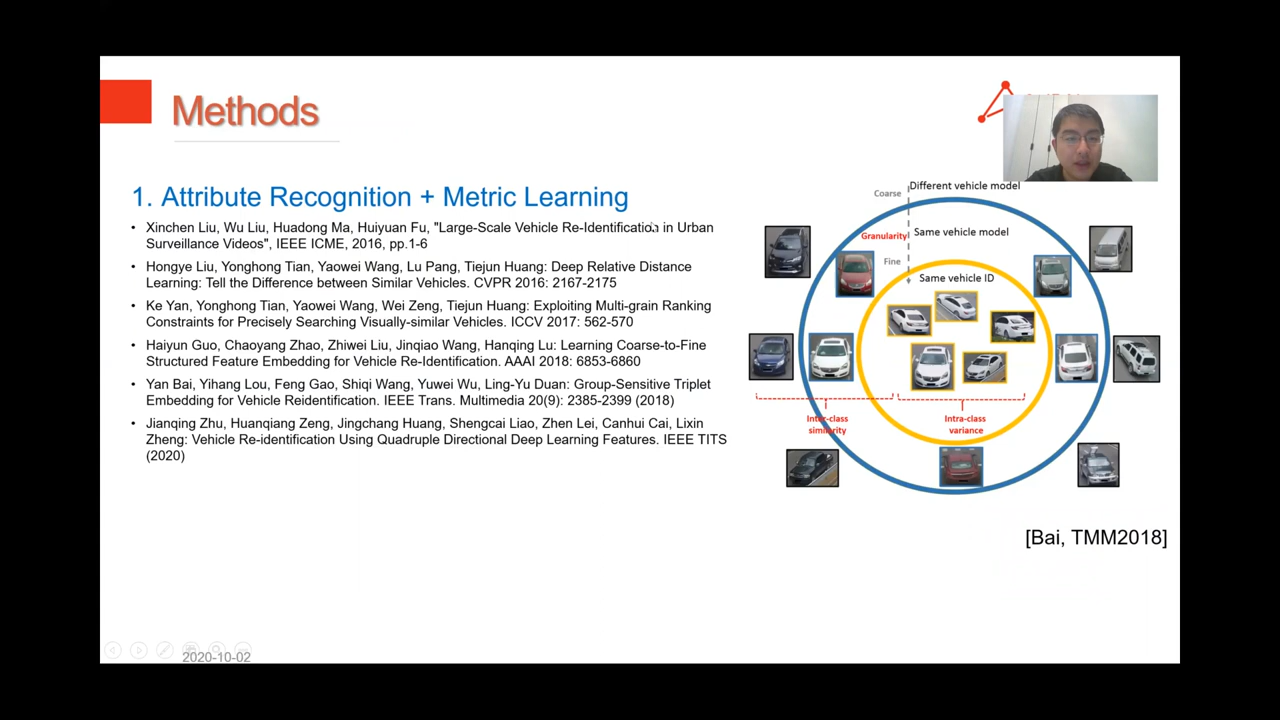 Methods
1. Attribute Recognition + Metric Learning
• Xinchen Liu, Wu Liu, Huadong Ma, Huiyuan Fu, "Large-Scale Vehicle Re-Identification in Urban
Surveillance Videos", IEEE ICME, 2016, pp.1-6
• Hongye Liu, Yonghong Tian, Yaowei Wang, Lu Pang, Tiejun Huang: Deep Relative Distance
Learning: Tell the Difference between Similar Vehicles. CVPR 2016: 2167-2175
• Ke Yan, Yonghong Tian, Yaowei Wang, Wei Zeng, Tiejun Huang: Exploiting Multi-grain Ranking
Constraints for Precisely Searching Visually-similar Vehicles. ICCV 2017: 562-570
• Haiyun Guo, Chaoyang Zhao, Zhiwei Liu, Jinqiao Wang, Hanqing Lu: Learning Coarse-to-Fine
Structured Feature Embedding for Vehicle Re-Identification. AAAI 2018: 6853-6860
• Yan Bai, Yihang Lou, Feng Gao, Shiqi Wang, Yuwei Wu, Ling-Yu Duan: Group-Sensitive Triplet
Embedding for Vehicle Reidentification. IEEE Trans. Multimedia 20(9): 2385-2399 (2018)
• Jianqing Zhu, Huanqiang Zeng, Jingchang Huang, Shengcai Liao, Zhen Lei, Canhui Cai, Lixin
Zheng: Vehicle Re-identification Using Quadruple Directional Deep Learning Features. IEEE TITS
(2020)
Different vehicle model
Coarse
Same vehicle model
Granularity
Fine
Same vehicle ID
Inter-class
similarity
Intra-class
variance
[Bai, TMM2018]
2020-10-02